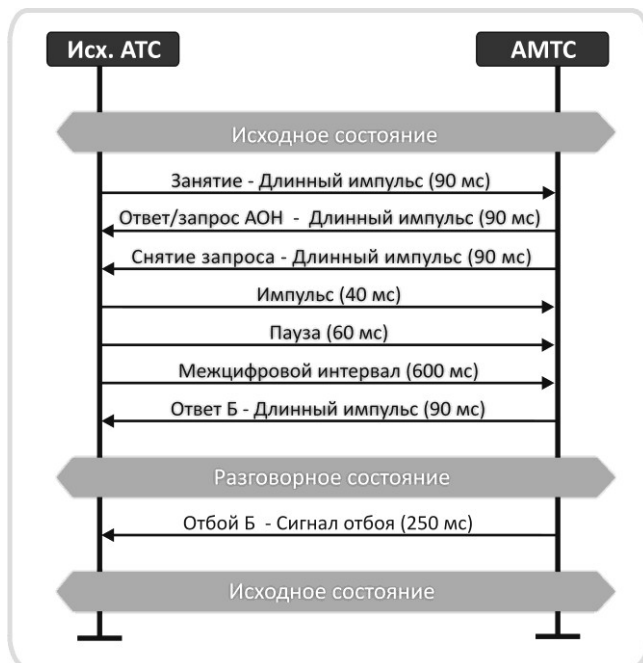 Исх. АТС
АМТС
Исходное состояние
Занятие - Длинный импульс (90 мс)
Ответ/запрос АОН - Длинный импульс (90 мс)
Снятие запроса - Длинный импульс (90 мс)
Импульс (40 мс)
Пауза (60 мс)
Межцифровой интервал (600 мс)
Ответ Б - Длинный импульс (90 мс)
Разговорное состояние
Отбой Б - Сигнал отбоя (250 мс)
Исходное состояние